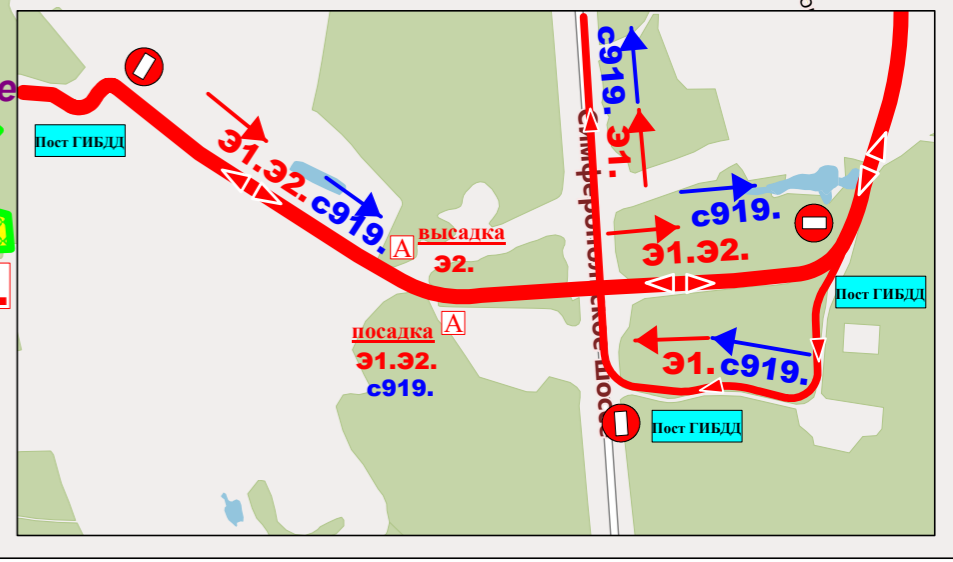 е
Пост ГИБДД
Э1.Э2.
с919.
А
высадка
Э2.
посадка
А
Э1.Э2.
с919.
с919.
Э1.
Симферопольское шоссе
с919.
Э1.Э2.
Пост ГИБДД
Э1.
с919.
Пост ГИБДД